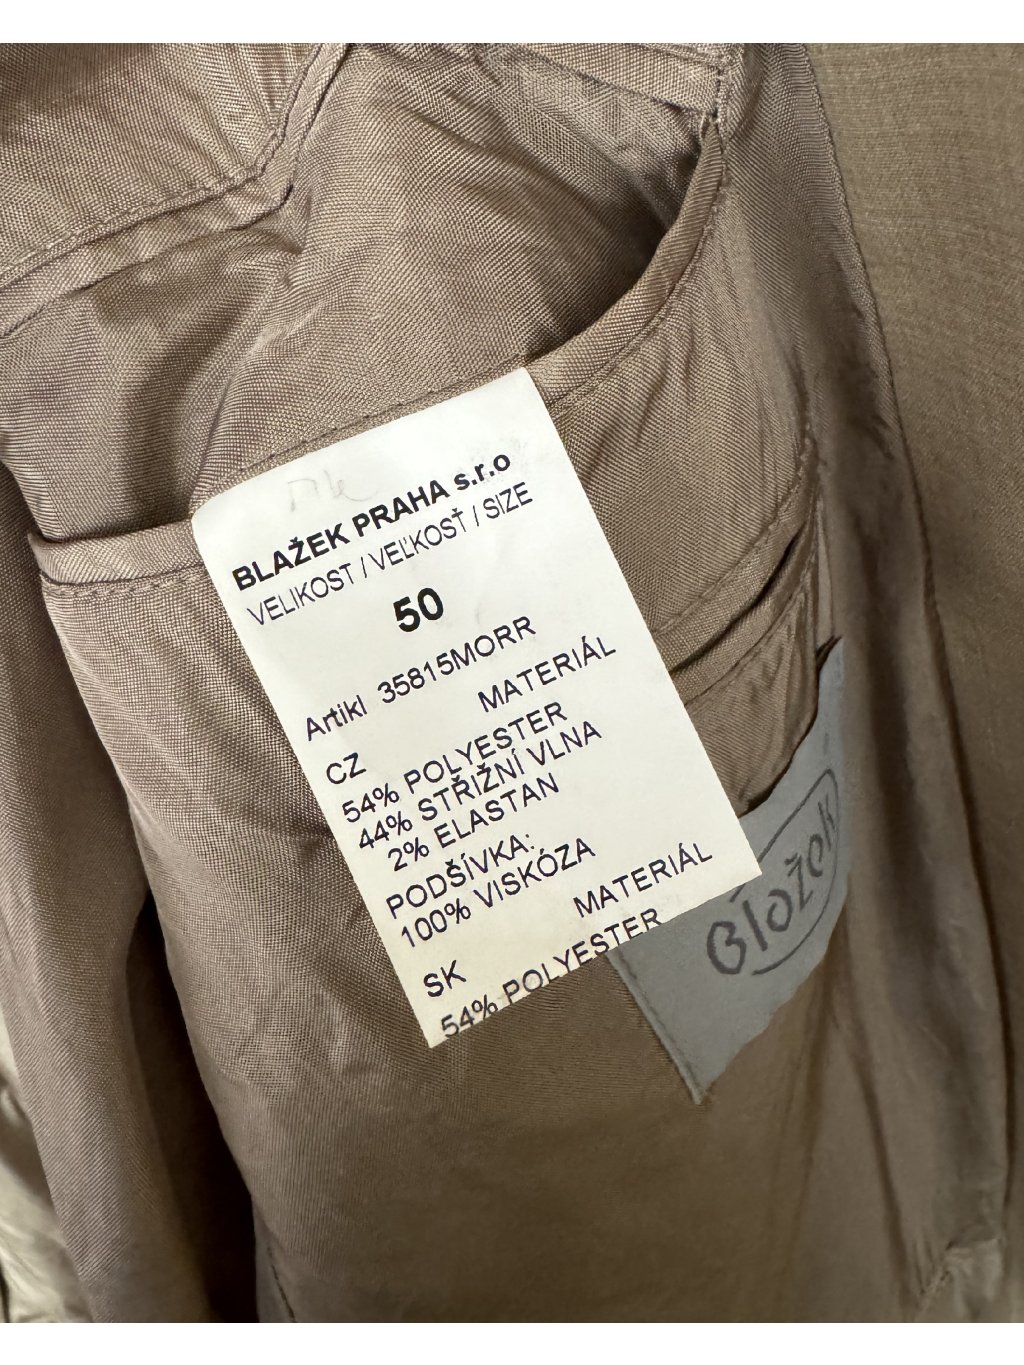 BLAŽEK PRAHA s.r.o
VELIKOST / VEĽKOSŤ / SIZE
50
Artikl 35815MORR
MATERIÁL
CZ
54% POLYESTER
44% STŘIŽNÍ VLNA
2% ELASTAN
PODŠÍVKA:
100% VISKÓZA
MATERIÁL
SK
54% POLYESTER
Blažek